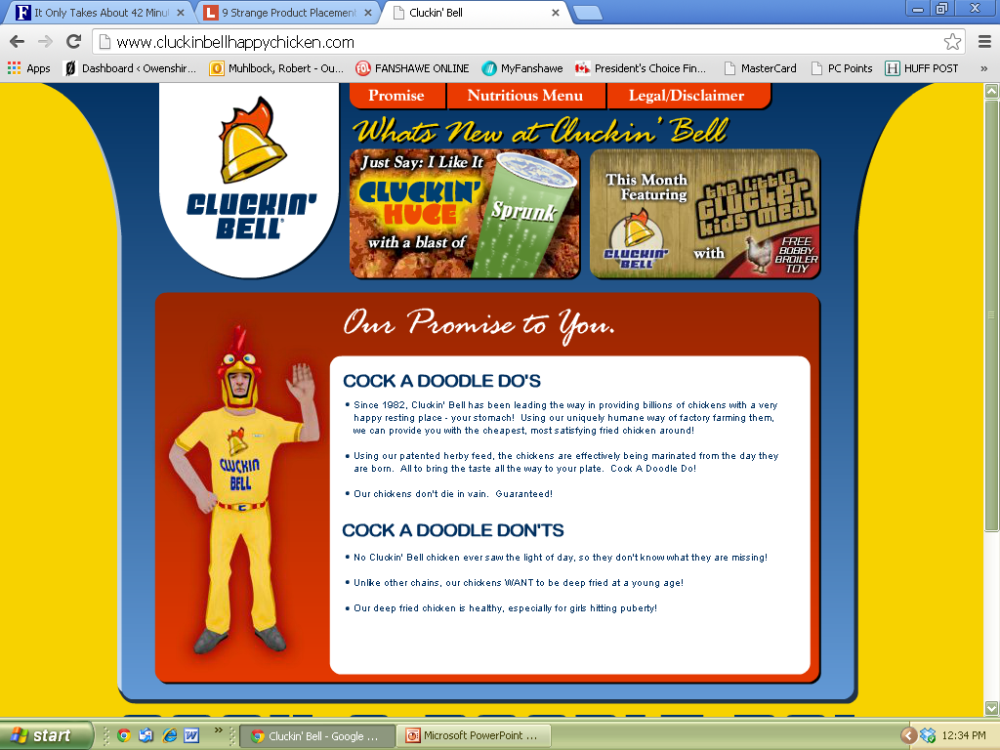 It Only Takes About 42 Minu
9 Strange Product Placement
Cluckin' Bell
www.cluckinbellhappychicken.com
Apps
Dashboard ‹ Owenshir...
Muhlbock, Robert - Ou...
FANSHAWE ONLINE
MyFanshawe
President's Choice Fin...
MasterCard
PC Points
HUFF POST
»
Promise
Nutritious Menu
Legal/Disclaimer
CLUCKIN'
BELL
Whats New at Cluckin' Bell
Just Say: I Like It
CLUCKIN'
HUGE
with a blast of
Sprunk
This Month
Featuring
CLUCKIN'
BELL
the little
clucker
kids meal
with
FREE
BOBBY
BROILER
TOY
Our Promise to You.
CLUCKIN
BELL
COCK A DOODLE DO'S
• Since 1982, Cluckin' Bell has been leading the way in providing billions of chickens with a very
happy resting place - your stomach! Using our uniquely humane way of factory farming them,
we can provide you with the cheapest, most satisfying fried chicken around!
• Using our patented herby feed, the chickens are effectively being marinated from the day they
are born. All to bring the taste all the way to your plate. Cock A Doodle Do!
• Our chickens don't die in vain. Guaranteed!
COCK A DOODLE DON'TS
• No Cluckin' Bell chicken ever saw the light of day, so they don't know what they are missing!
• Unlike other chains, our chickens WANT to be deep fried at a young age!
• Our deep fried chicken is healthy, especially for girls hitting puberty!
start
»
Cluckin' Bell - Google ...
Microsoft PowerPoint ...
12:34 PM